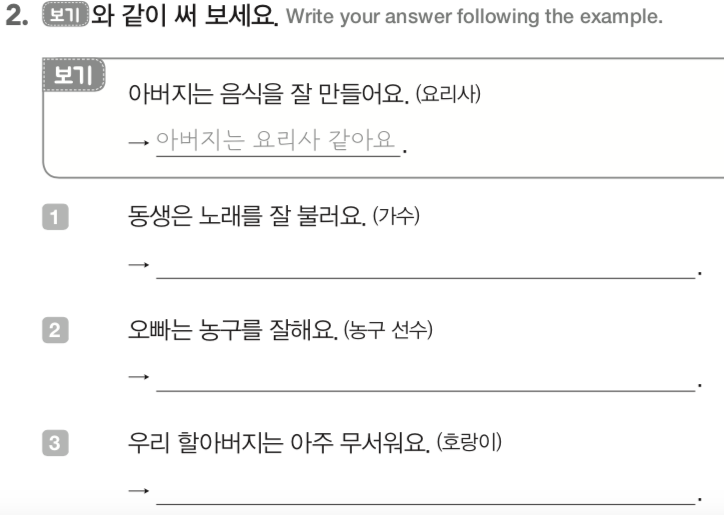 2. 보기 와 같이 써 보세요. Write your answer following the example.
보기
아버지는 음식을 잘 만들어요. (요리사)
→ 아버지는 요리사 같아요.
1 동생은 노래를 잘 불러요. (가수)
→ .
2 오빠는 농구를 잘해요. (농구 선수)
→ .
3 우리 할아버지는 아주 무서워요. (호랑이)
→ .